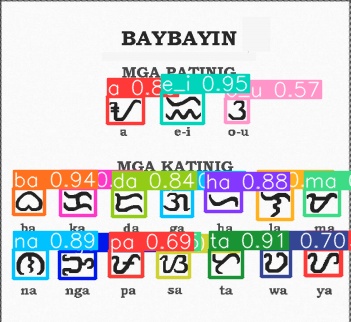 BAYBAYIN
MGA PATINIG
a 0.8 e_i 0.95 _u 0.57
ᜀ ᜁ ᜂ
a e-i o-u
MGA KATINIG
ba 0.94 da 0.84 ha 0.88 ma
ᜊ ᜃ ᜇ ᜄ ᜑ ᜎ ᜋ
ba ka da ga ha la ma
na 0.89 pa 0.69 ta 0.91 0.70
ᜈ ᜅ ᜉ ᜐ ᜆ ᜏ ᜌ
na nga pa sa ta wa ya